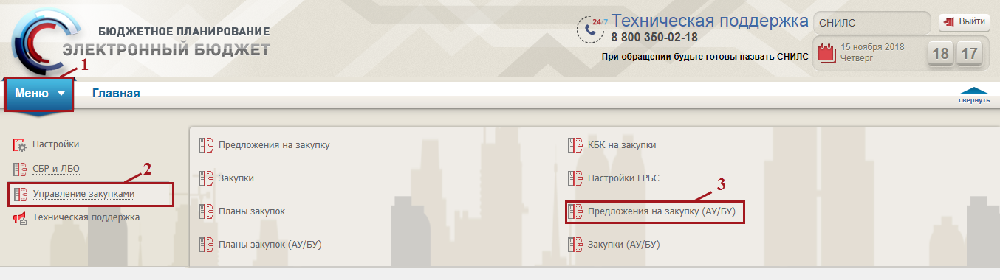 БЮДЖЕТНОЕ ПЛАНИРОВАНИЕ
ЭЛЕКТРОННЫЙ БЮДЖЕТ
24/7 Техническая поддержка
8 800 350-02-18
При обращении будьте готовы назвать СНИЛС
СНИЛС
Выйти
15 ноября 2018
Четверг
18 17
1
Меню
Главная
свернуть
Настройки
СБР и ЛБО
2
Управление закупками
Техническая поддержка
Предложения на закупку
Закупки
Планы закупок
Планы закупок (АУ/БУ)
КБК на закупки
Настройки ГРБС
3
Предложения на закупку (АУ/БУ)
Закупки (АУ/БУ)